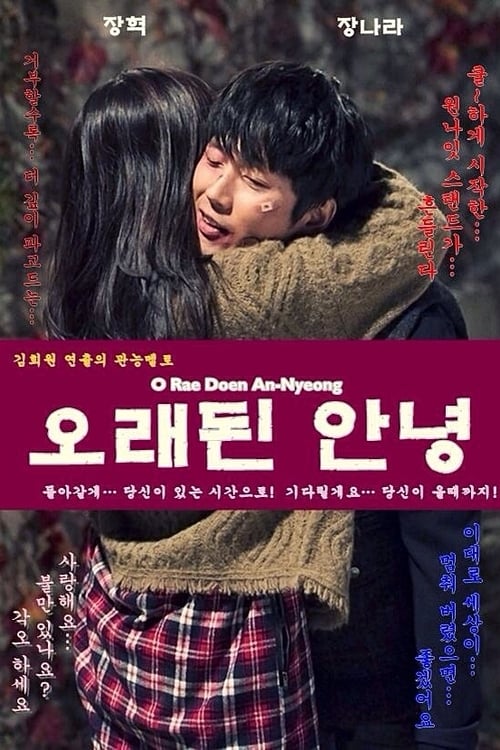 장혁
장나라
거부할수록… 더 깊이 파고드는…
쿨~하게 시작한…
원나잇 스탠드가…
흔들린다
김희원 연출의 관능멜로
O Rae Doen An-Nyeong
오래된 안녕
돌아갈게… 당신이 있는 시간으로! 기다릴게요… 당신이 올때까지!
사랑해요…
불만있나요?
각오하세요
이대로 세상이…
멈춰 버렸으면…
좋겠어요